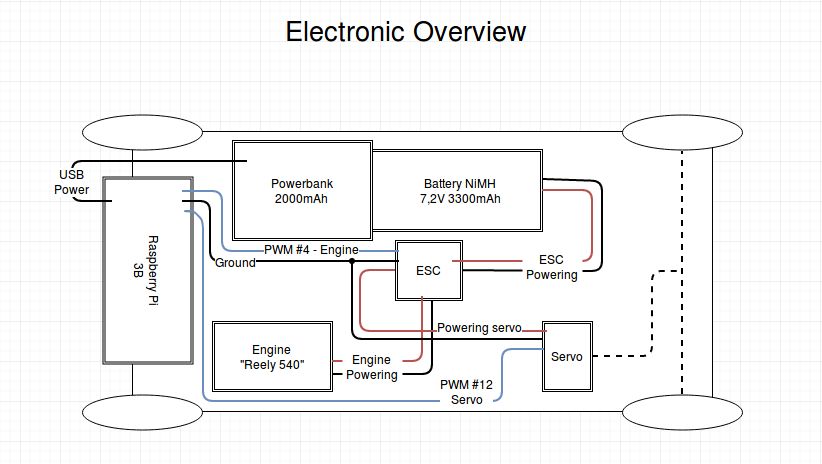 Electronic Overview
USB
Power
Powerbank
2000mAh
Battery NiMH
7,2V 3300mAh
Raspberry Pi
3B
PWM #4 - Engine
Ground
ESC
ESC
Powering
Powering servo
Engine
"Reely 540"
Engine
Powering
Servo
PWM #12
Servo